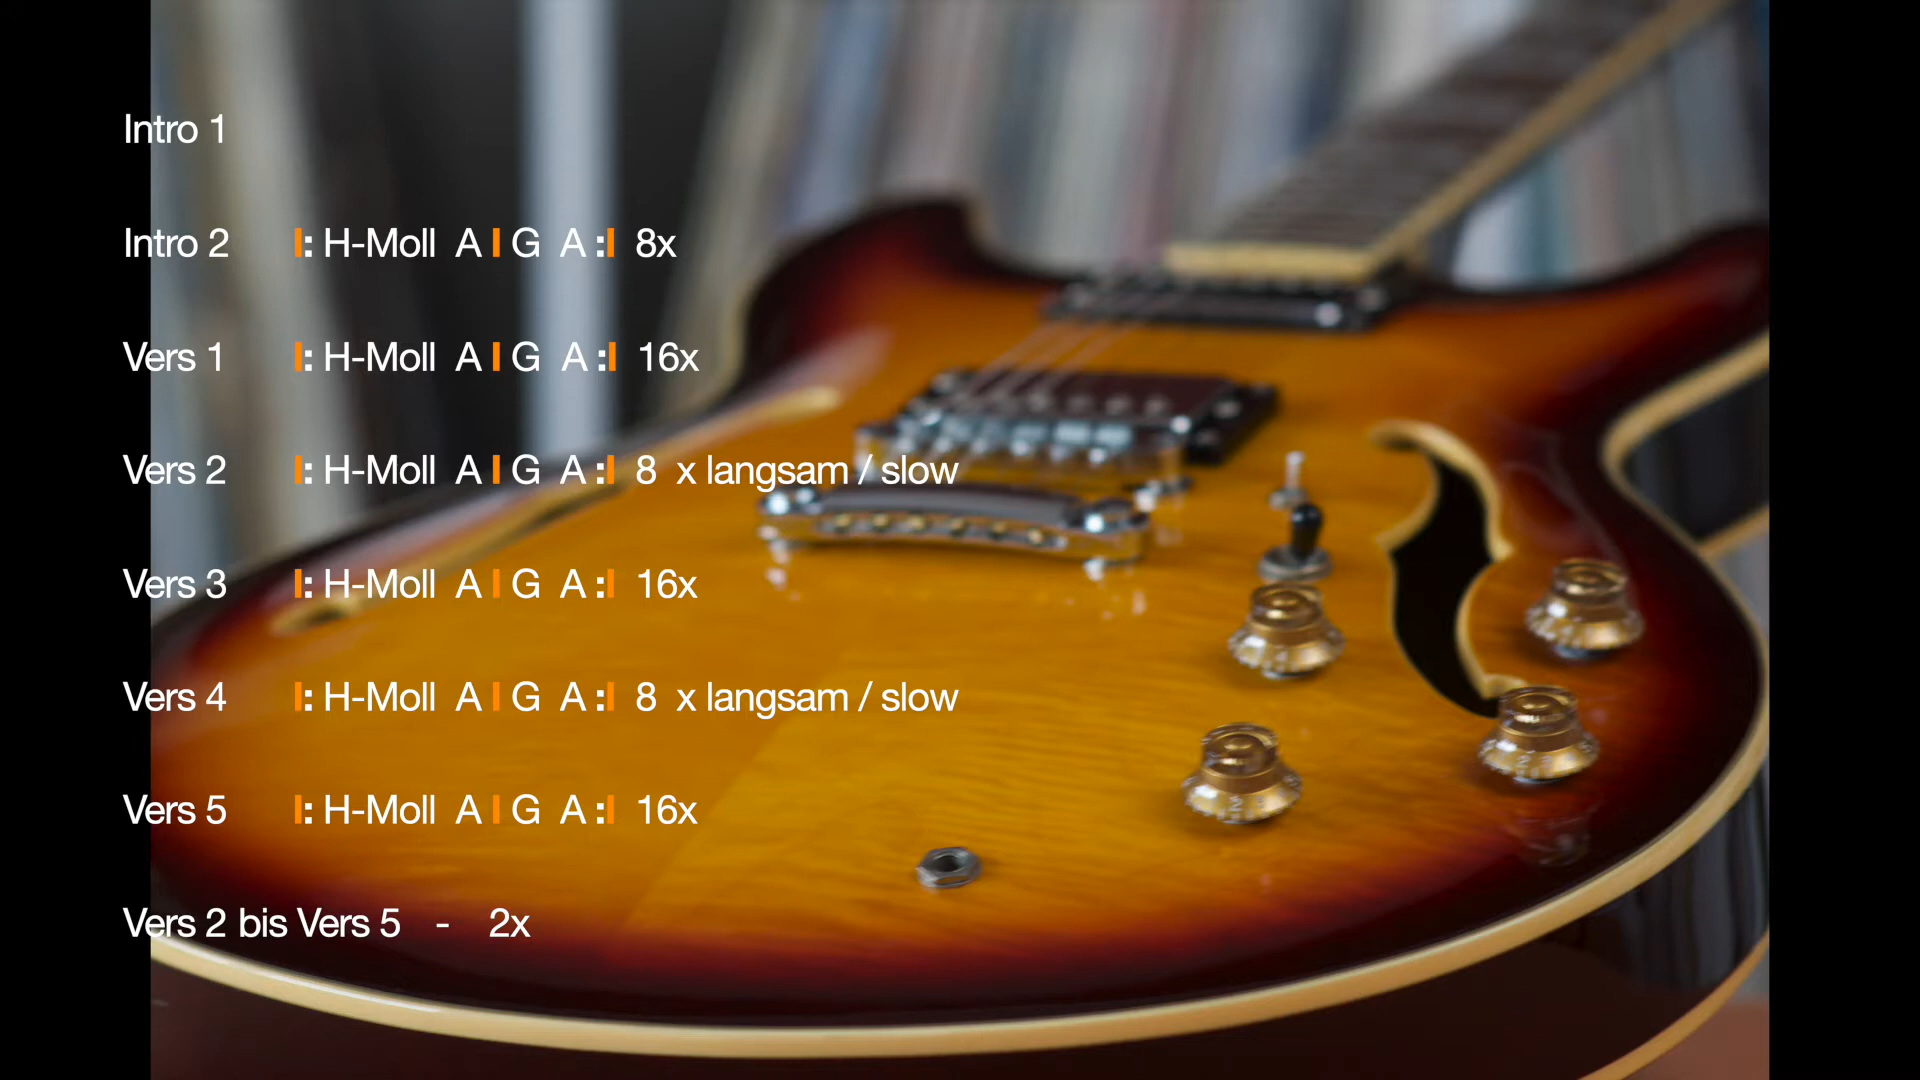 Intro 1
Intro 2 I: H-Moll A I G A :I 8x
Vers 1 I: H-Moll A I G A :I 16x
Vers 2 I: H-Moll A I G A :I 8 x langsam / slow
Vers 3 I: H-Moll A I G A :I 16x
Vers 4 I: H-Moll A I G A :I 8 x langsam / slow
Vers 5 I: H-Moll A I G A :I 16x
Vers 2 bis Vers 5 - 2x